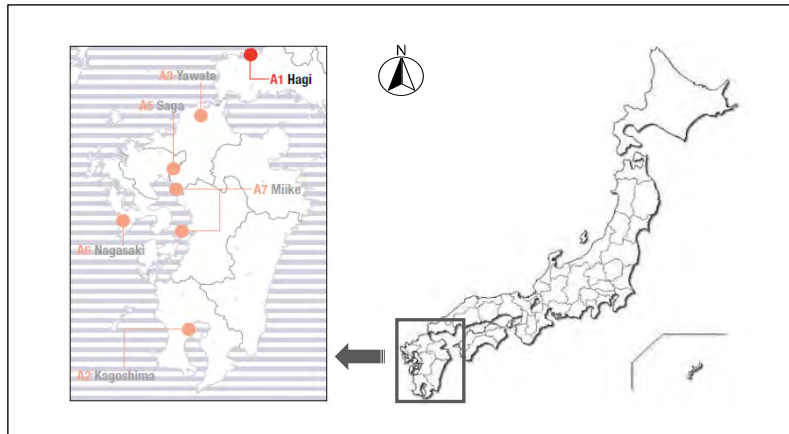 N
A1 Hagi
A8 Yawata
A5 Saga
A7 Miike
A6 Nagasaki
A2 Kagoshima